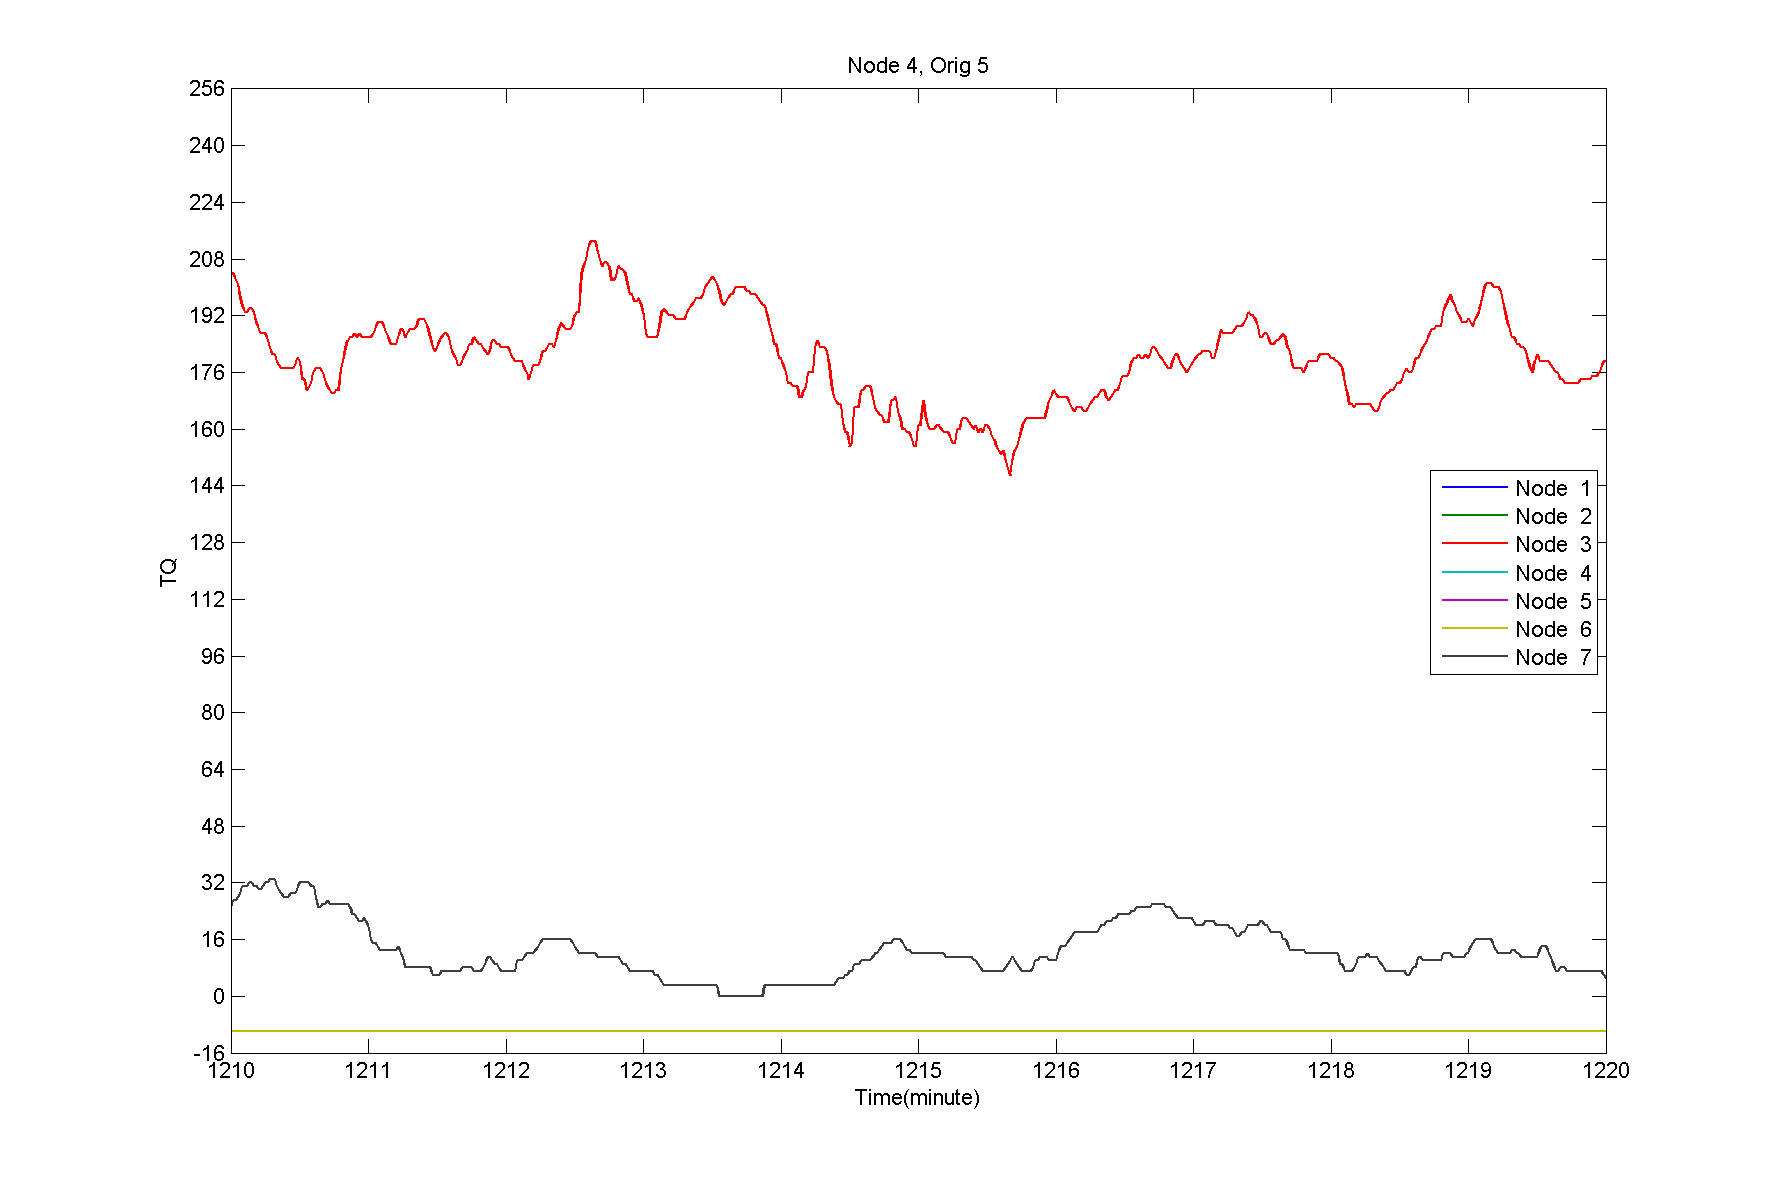 Node 4, Orig 5
256
240
224
208
192
176
160
144
128
112
96
80
64
48
32
16
0
-16
TQ
Node 1
Node 2
Node 3
Node 4
Node 5
Node 6
Node 7
1210 1211 1212 1213 1214 1215 1216 1217 1218 1219 1220
Time(minute)